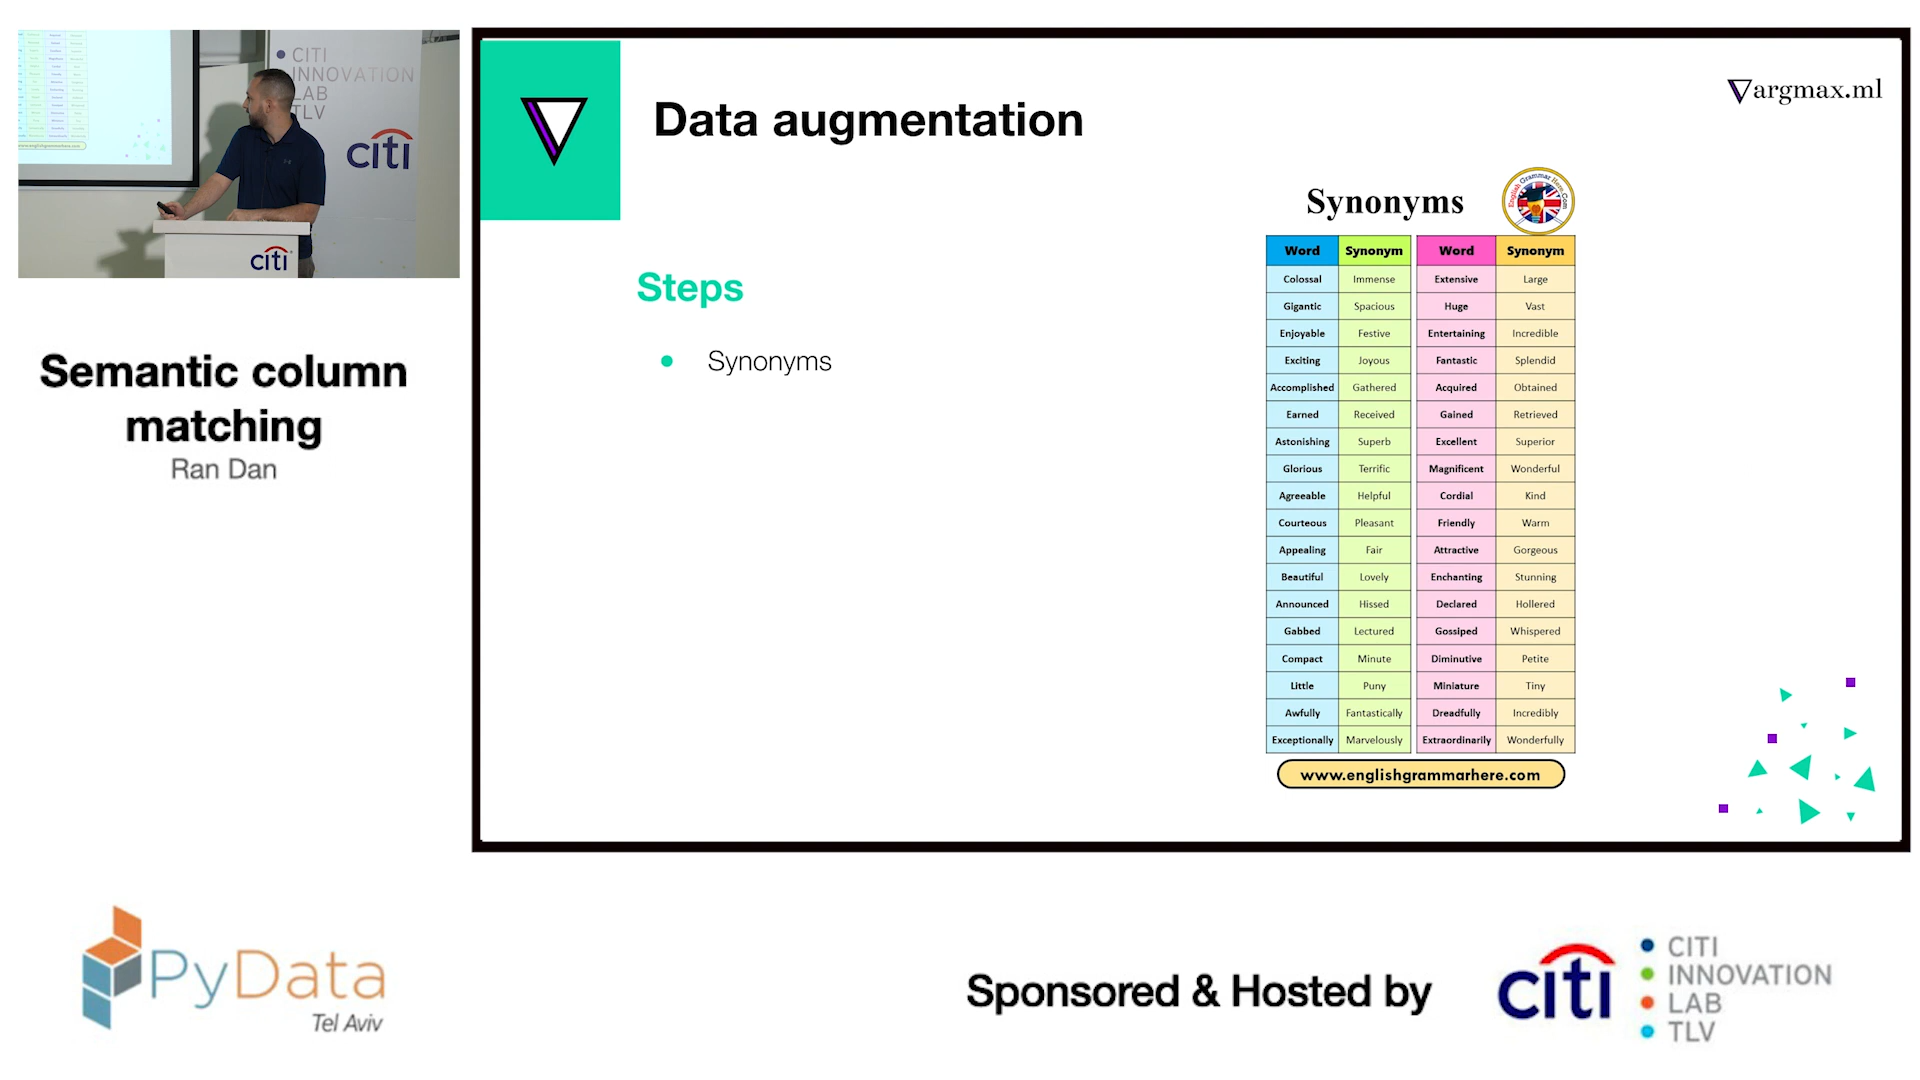 CITI
INNOVATION
LAB
TLV
citi
citi
Semantic column
matching
Ran Dan
Data augmentation
argmax.ml
Steps
Synonyms
Synonyms
English Grammar Here.Com
Word Synonym Word Synonym
Colossal Immense Extensive Large
Gigantic Spacious Huge Vast
Enjoyable Festive Entertaining Incredible
Exciting Joyous Fantastic Splendid
Accomplished Gathered Acquired Obtained
Earned Received Gained Retrieved
Astonishing Superb Excellent Superior
Glorious Terrific Magnificent Wonderful
Agreeable Helpful Cordial Kind
Courteous Pleasant Friendly Warm
Appealing Fair Attractive Gorgeous
Beautiful Lovely Enchanting Stunning
Announced Hissed Declared Hollered
Gabbed Lectured Gossiped Whispered
Compact Minute Diminutive Petite
Little Puny Miniature Tiny
Awfully Fantastically Dreadfully Incredibly
Exceptionally Marvelously Extraordinarily Wonderfully
www.englishgrammarhere.com
PyData
Tel Aviv
Sponsored & Hosted by
citi
CITI
INNOVATION
LAB
TLV